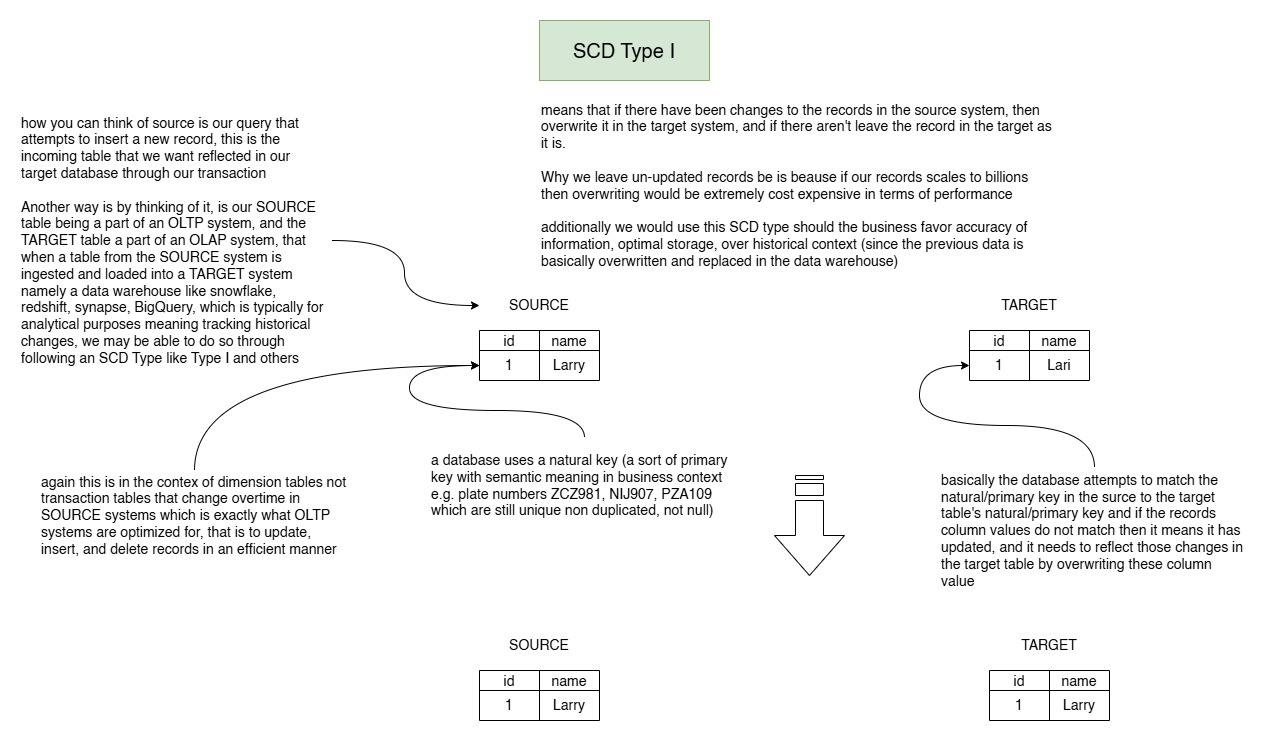 SCD Type I
means that if there have been changes to the records in the source system, then
overwrite it in the target system, and if there aren't leave the record in the target as
it is.
Why we leave un-updated records be is beause if our records scales to billions
then overwriting would be extremely cost expensive in terms of performance
additionally we would use this SCD type should the business favor accuracy of
information, optimal storage, over historical context (since the previous data is
basically overwritten and replaced in the data warehouse)
how you can think of source is our query that
attempts to insert a new record, this is the
incoming table that we want reflected in our
target database through our transaction
Another way is by thinking of it, is our SOURCE
table being a part of an OLTP system, and the
TARGET table a part of an OLAP system, that
when a table from the SOURCE system is
ingested and loaded into a TARGET system
namely a data warehouse like snowflake,
redshift, synapse, BigQuery, which is typically for
analytical purposes meaning tracking historical
changes, we may be able to do so through
following an SCD Type like Type I and others
SOURCE
id name
1 Larry
TARGET
id name
1 Lari
again this is in the contex of dimension tables not
transaction tables that change overtime in
SOURCE systems which is exactly what OLTP
systems are optimized for, that is to update,
insert, and delete records in an efficient manner
a database uses a natural key (a sort of primary
key with semantic meaning in business context
e.g. plate numbers ZCZ981, NIJ907, PZA109
which are still unique non duplicated, not null)
basically the database attempts to match the
natural/primary key in the surce to the target
table's natural/primary key and if the records
column values do not match then it means it has
updated, and it needs to reflect those changes in
the target table by overwriting these column
value
SOURCE
id name
1 Larry
TARGET
id name
1 Larry